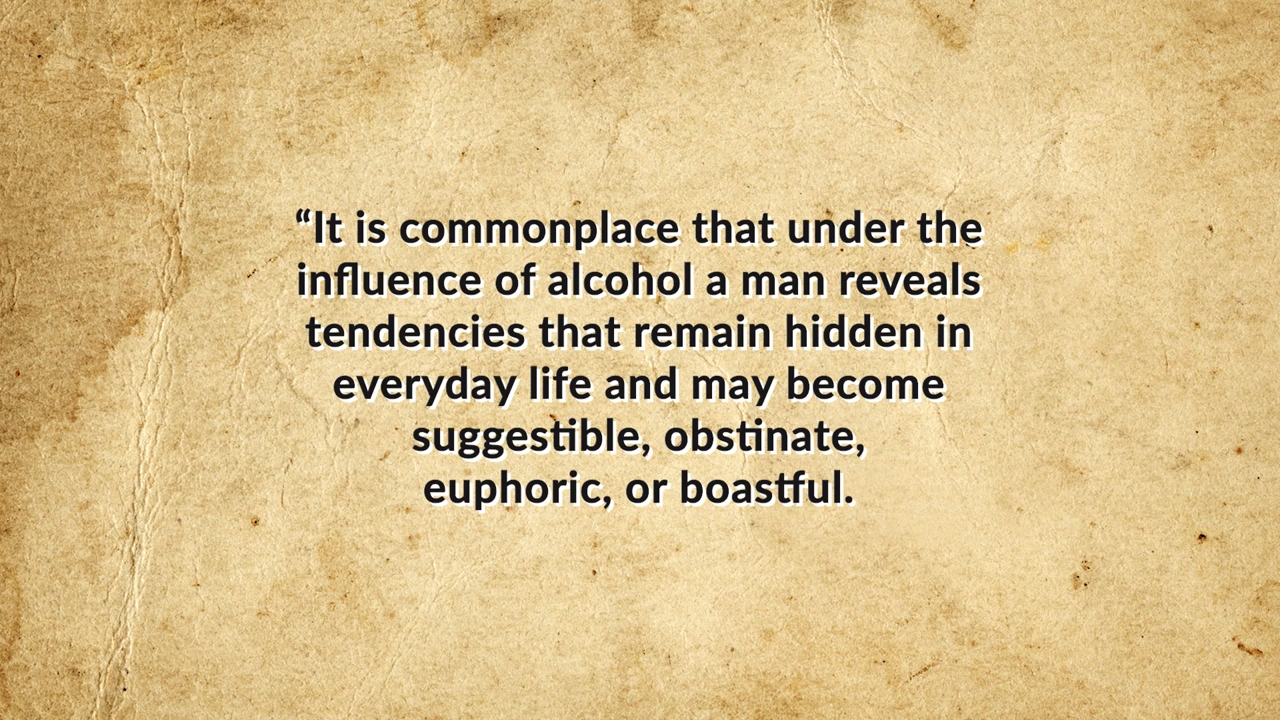 “It is commonplace that under the
influence of alcohol a man reveals
tendencies that remain hidden in
everyday life and may become
suggestible, obstinate,
euphoric, or boastful.